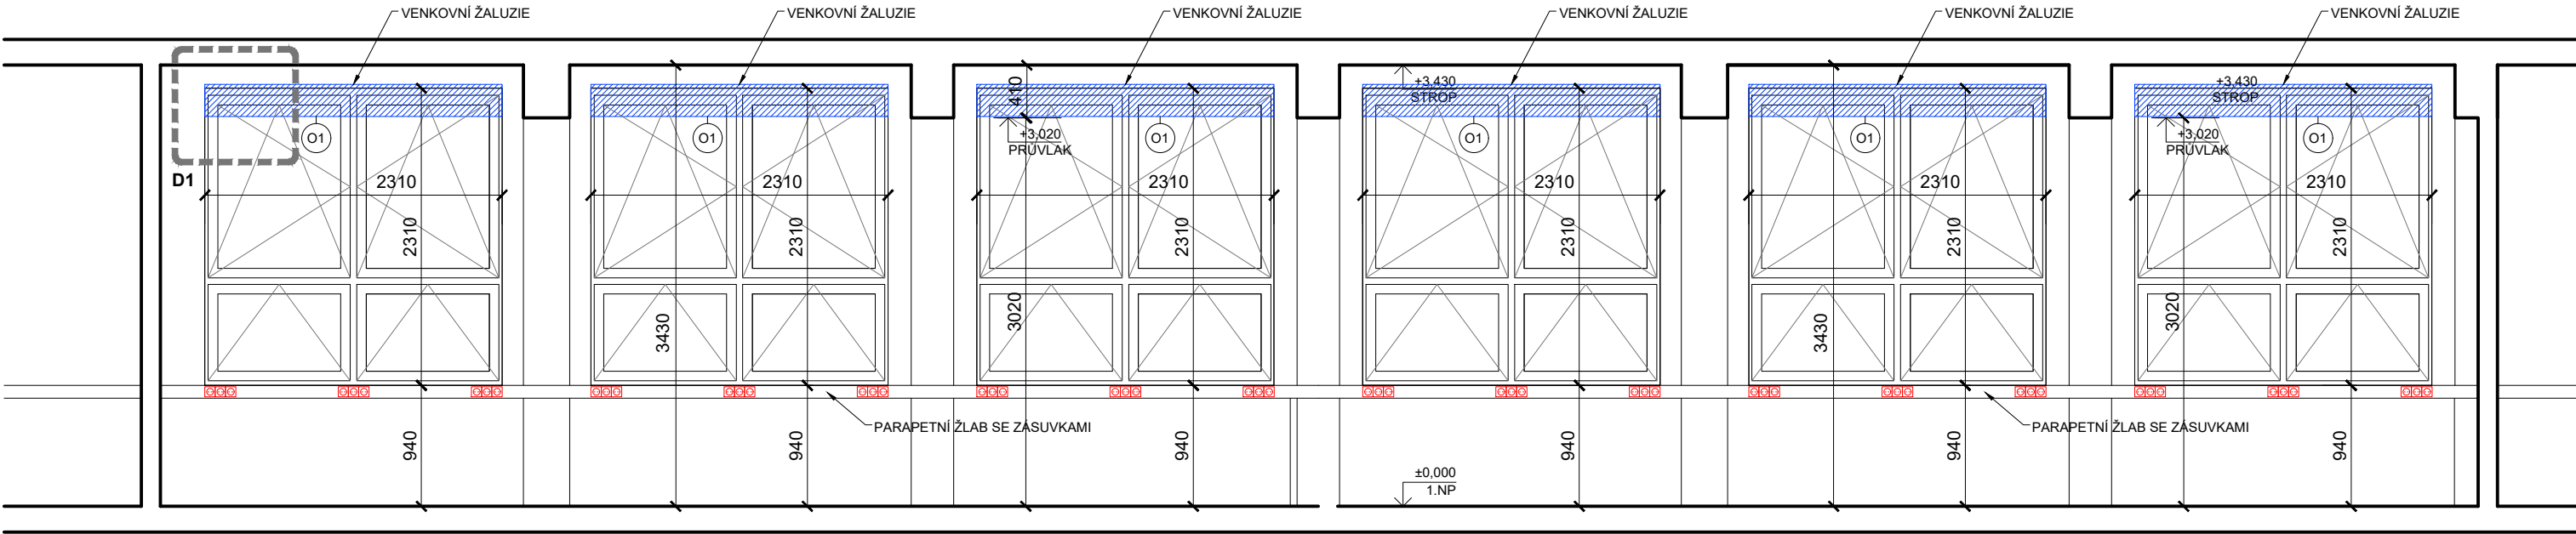 VENKOVNÍ ŽALUZIE
VENKOVNÍ ŽALUZIE
VENKOVNÍ ŽALUZIE
VENKOVNÍ ŽALUZIE
VENKOVNÍ ŽALUZIE
VENKOVNÍ ŽALUZIE
410
+3,430
STROP
+3,430
STROP
O1
O1
O1
O1
O1
O1
+3,020
PRŮVLAK
+3,020
PRŮVLAK
D1
2310
2310
2310
2310
2310
2310
2310
2310
2310
2310
2310
2310
3430
3020
3430
3020
PARAPETNÍ ŽLAB SE ZÁSUVKAMI
PARAPETNÍ ŽLAB SE ZÁSUVKAMI
940
940
940
940
940
940
±0,000
1.NP